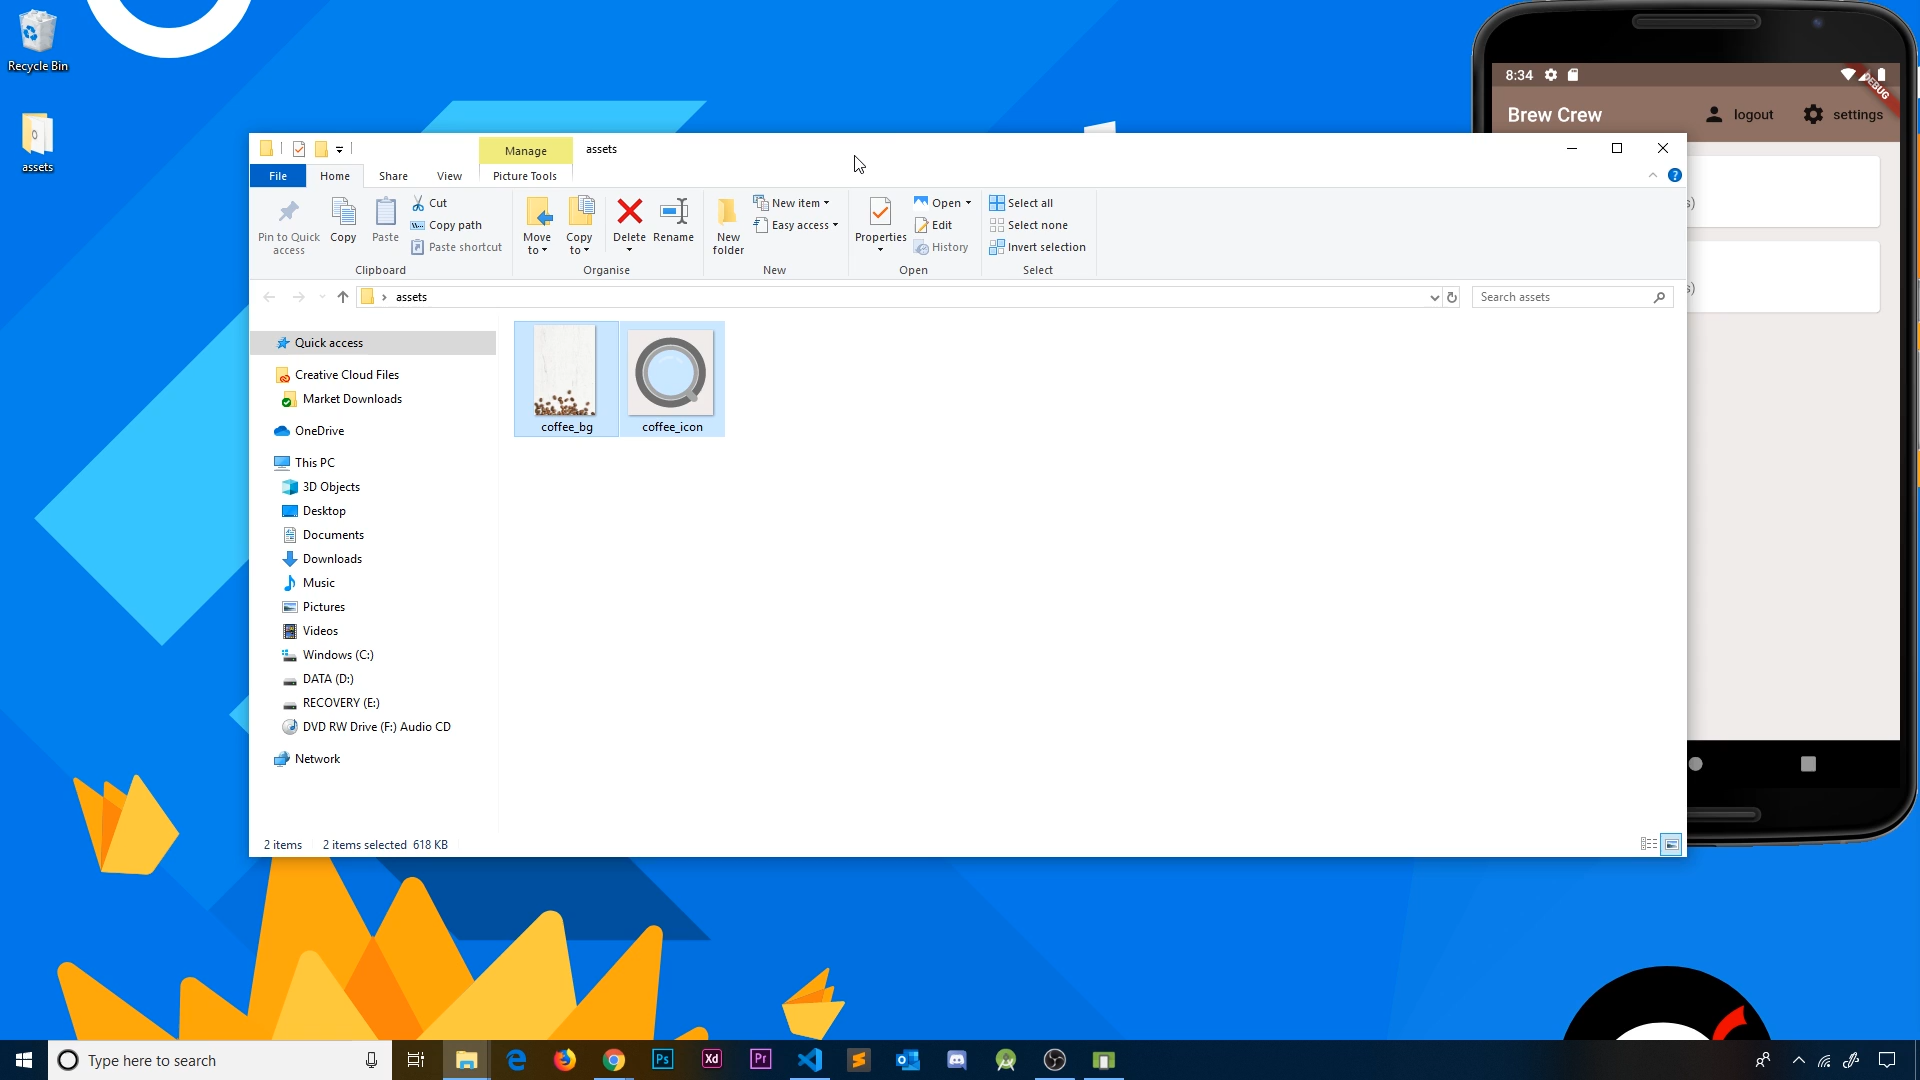 Recycle Bin
assets
8:34
DEBUG
Brew Crew
logout
settings
Manage
assets
File
Home
Share
View
Picture Tools
Pin to Quick
access
Copy
Paste
Cut
Copy path
Paste shortcut
Clipboard
Move
to
Copy
to
Delete
Rename
Organise
New
folder
New item
Easy access
New
Properties
Open
Edit
History
Open
Select all
Select none
Invert selection
Select
assets
Search assets
Quick access
Creative Cloud Files
Market Downloads
OneDrive
This PC
3D Objects
Desktop
Documents
Downloads
Music
Pictures
Videos
Windows (C:)
DATA (D:)
RECOVERY (E:)
DVD RW Drive (F:) Audio CD
Network
coffee_bg
coffee_icon
s)
s)
2 items
2 items selected 618 KB
Type here to search
Ps
Xd
Pr